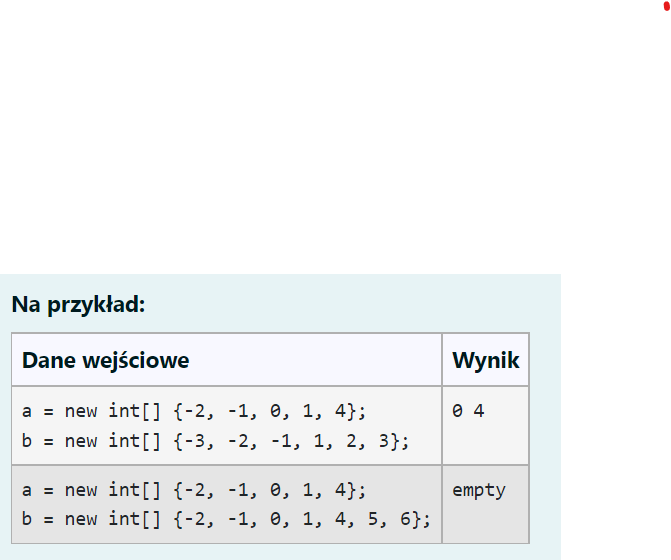 Na przykład:
Dane wejściowe Wynik
a = new int[] {-2, -1, 0, 1, 4}; 0 4
b = new int[] {-3, -2, -1, 1, 2, 3};
a = new int[] {-2, -1, 0, 1, 4}; empty
b = new int[] {-2, -1, 0, 1, 4, 5, 6};